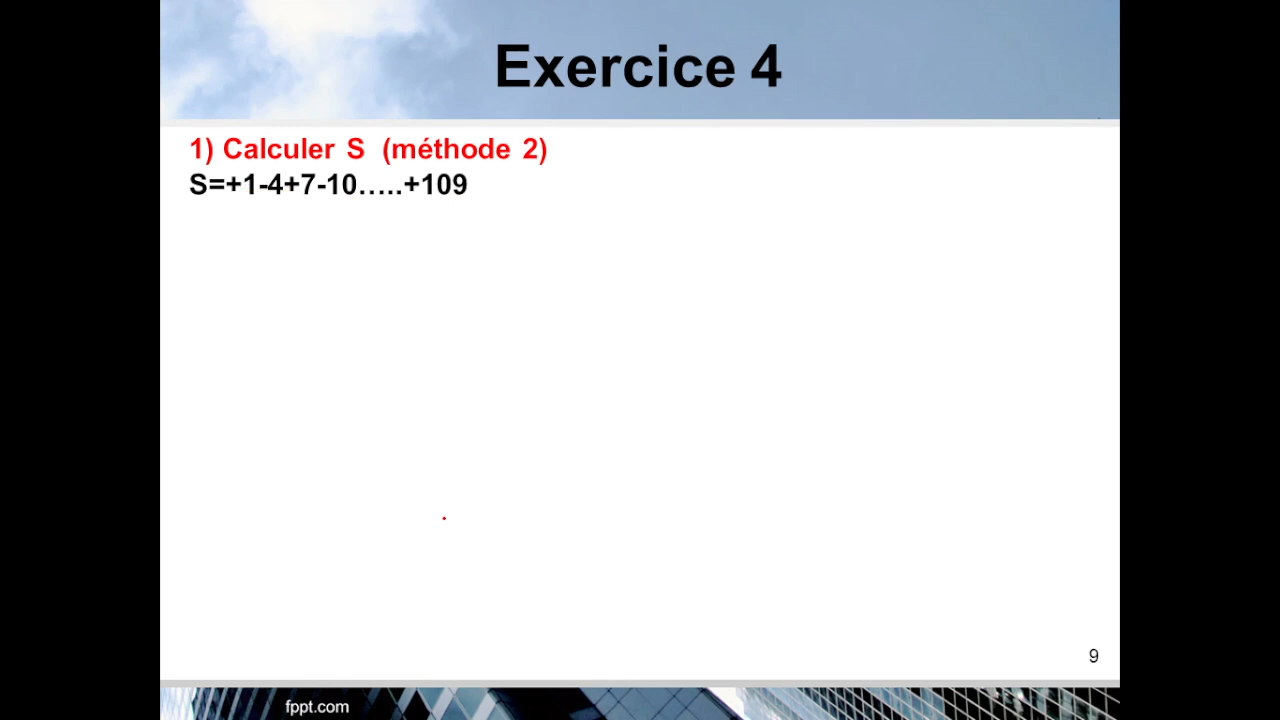 Exercice 4
1) Calculer S (méthode 2)
S=+1-4+7-10…..+109
9
fppt.com